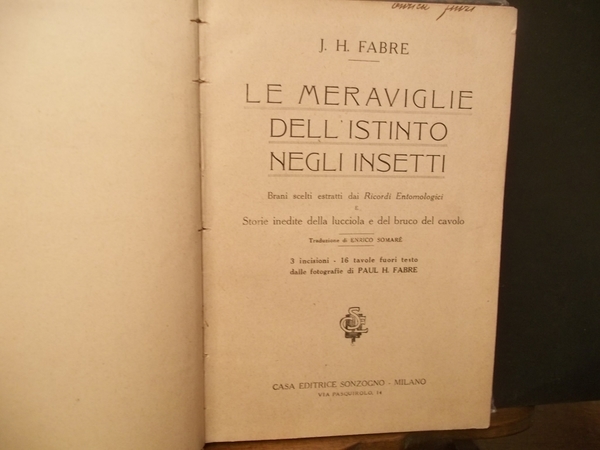 J. H. FABRE
LE MERAVIGLIE
DELL'ISTINTO
NEGLI INSETTI
Brani scelti estratti dai Ricordi Entomologici
E
Storie inedite della lucciola e del bruco del cavolo
Traduzione di ENRICO SOMARÉ
3 incisioni - 16 tavole fuori testo
dalle fotografie di PAUL H. FABRE
CASA EDITRICE SONZOGNO - MILANO
VIA PASQUIROLO, 14